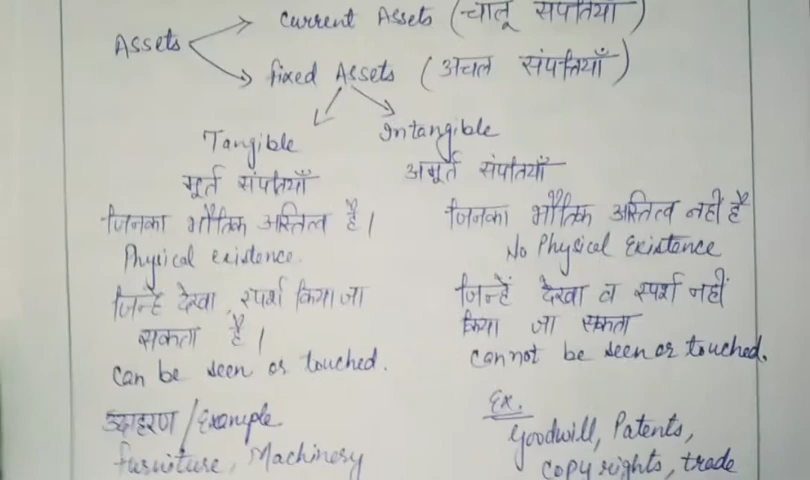 Current Assets (चालू संपतियाँ)
Assets
fixed Assets (अचल संपत्तियाँ)
Tangible
मूर्त संपतियाँ
जिनका भौतिक अस्तित्व है।
Physical existence.
जिन्हें देखा, स्पर्श किया जा
सकता है।
can be seen or touched.
उदाहरण/Example
furniture, Machinery
Intangible
अमूर्त संपतियाँ
जिनका भौतिक अस्तित्व नहीं है
No Physical Existence
जिन्हें देखा व स्पर्श नहीं
किया जा सकता
cannot be seen or touched.
Ex.
Goodwill, Patents,
copy rights, trade